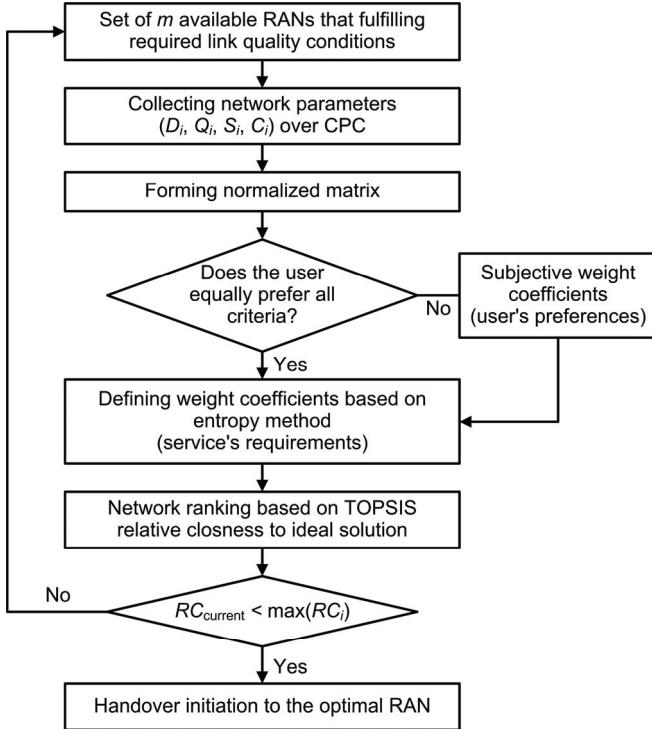 Set of m available RANs that fulfilling
required link quality conditions
Collecting network parameters
(Di, Qi, Si, Ci) over CPC
Forming normalized matrix
Does the user
equally prefer all
criteria?
No
Subjective weight
coefficients
(user's preferences)
Yes
Defining weight coefficients based on
entropy method
(service's requirements)
Network ranking based on TOPSIS
relative closness to ideal solution
No
RCcurrent < max(RCi)
Yes
Handover initiation to the optimal RAN